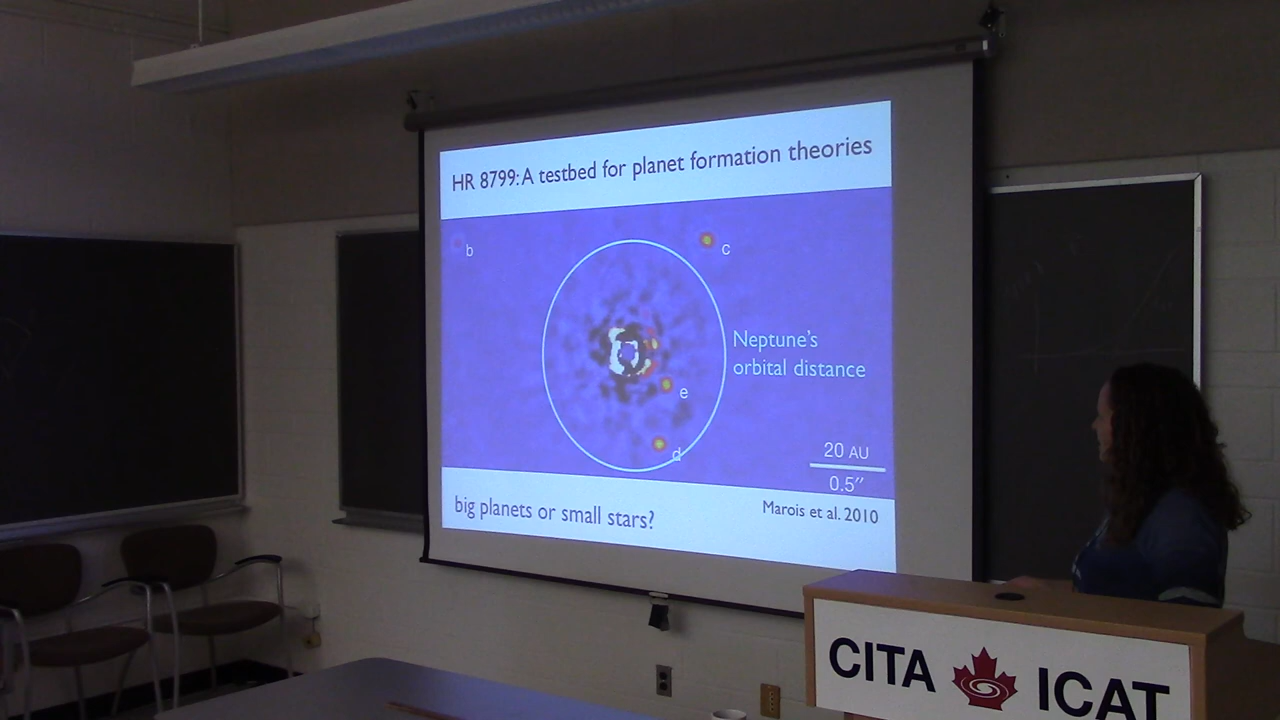 HR 8799: A testbed for planet formation theories
b
c
Neptune's
orbital distance
e
d
20 AU
0.5″
big planets or small stars?
Marois et al. 2010
CITA ICAT